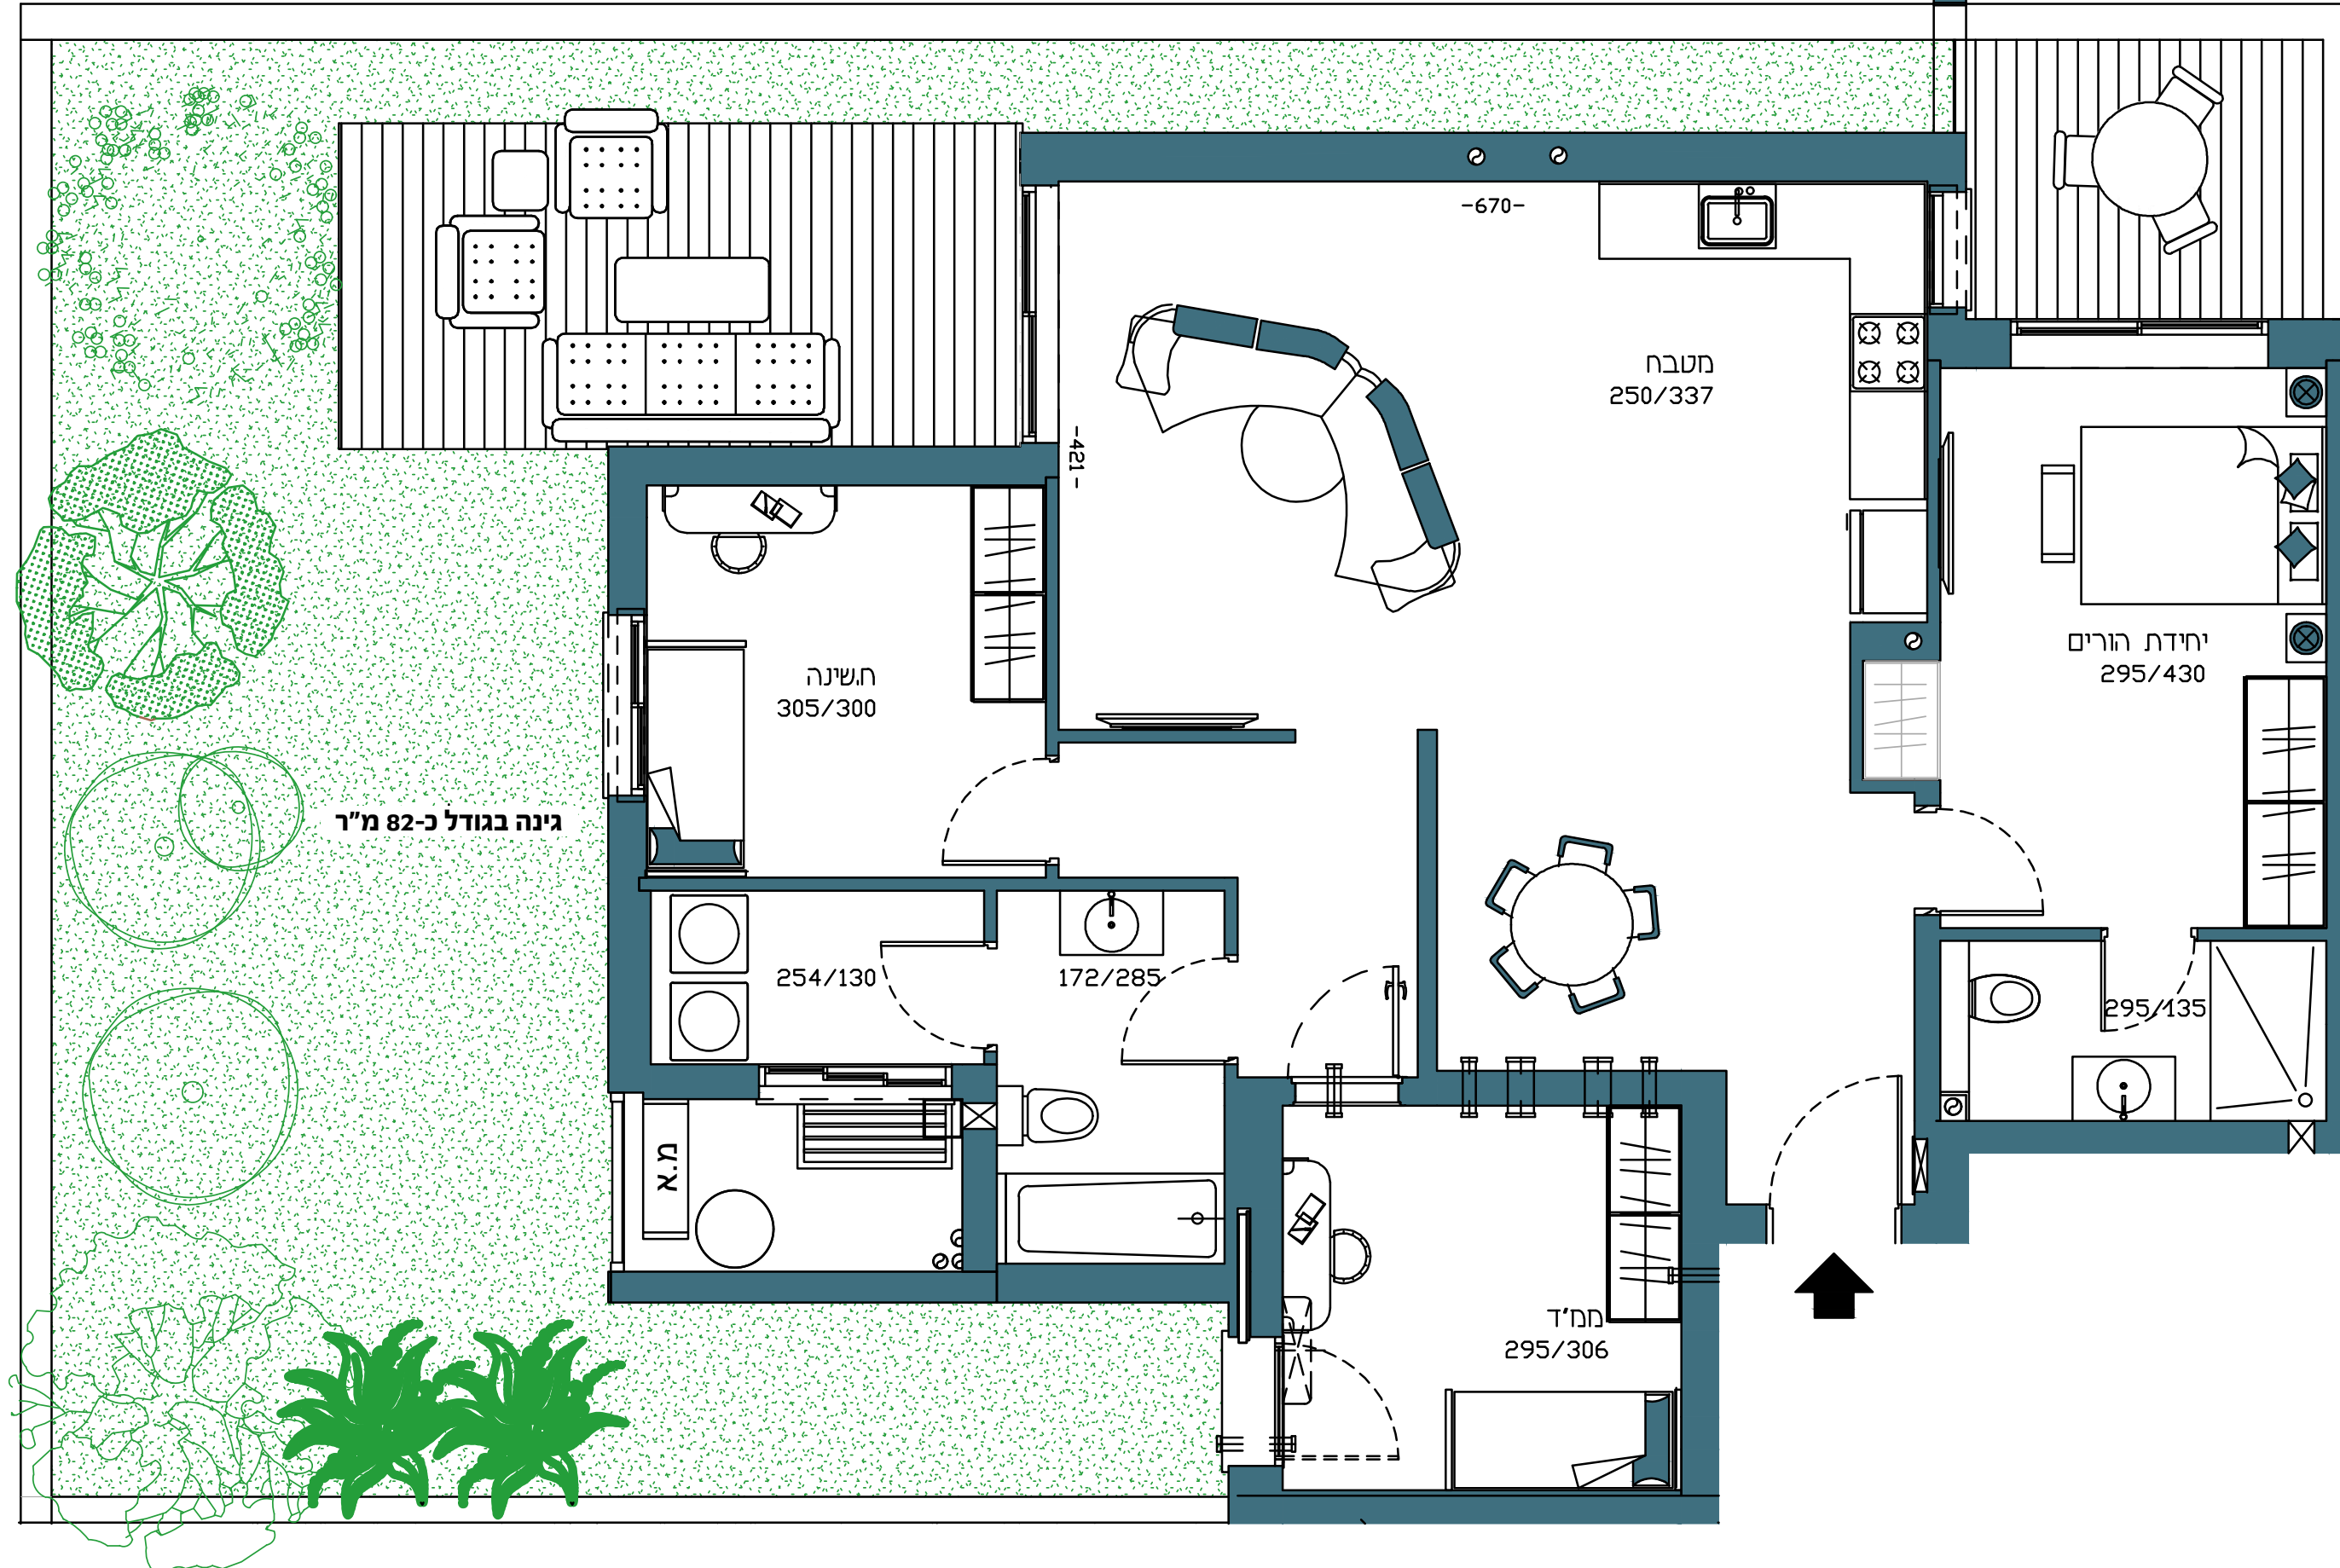 -670-
מטבח
250/337
-421-
יחידת הורים
295/430
ח.שינה
305/300
גינה בגודל כ-82 מ"ר
254/130
172/285
295/135
מ.א
ממ'ד
295/306